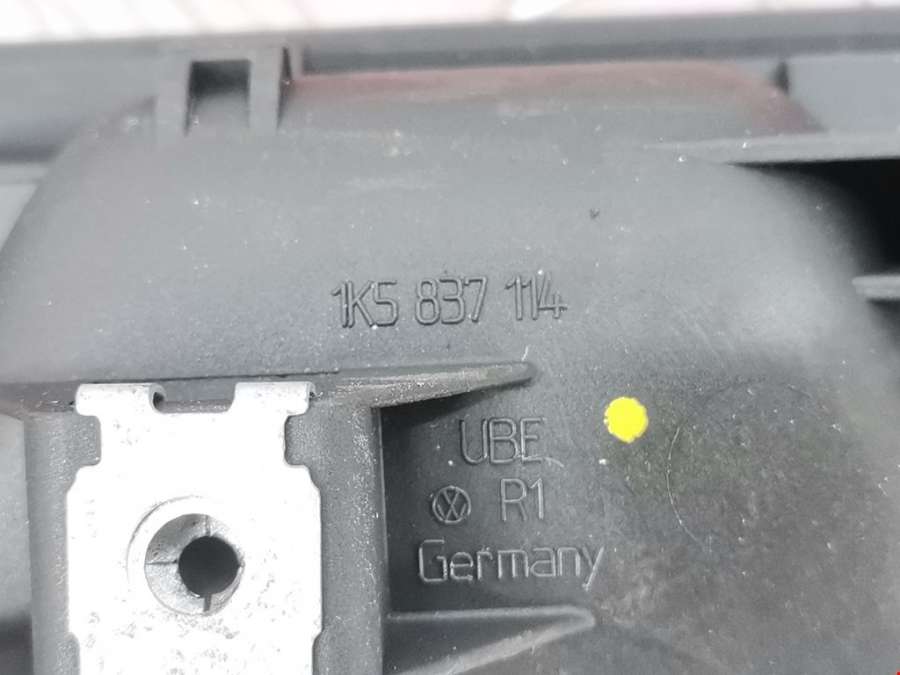 1K5 837 114
UBE
R1
Germany